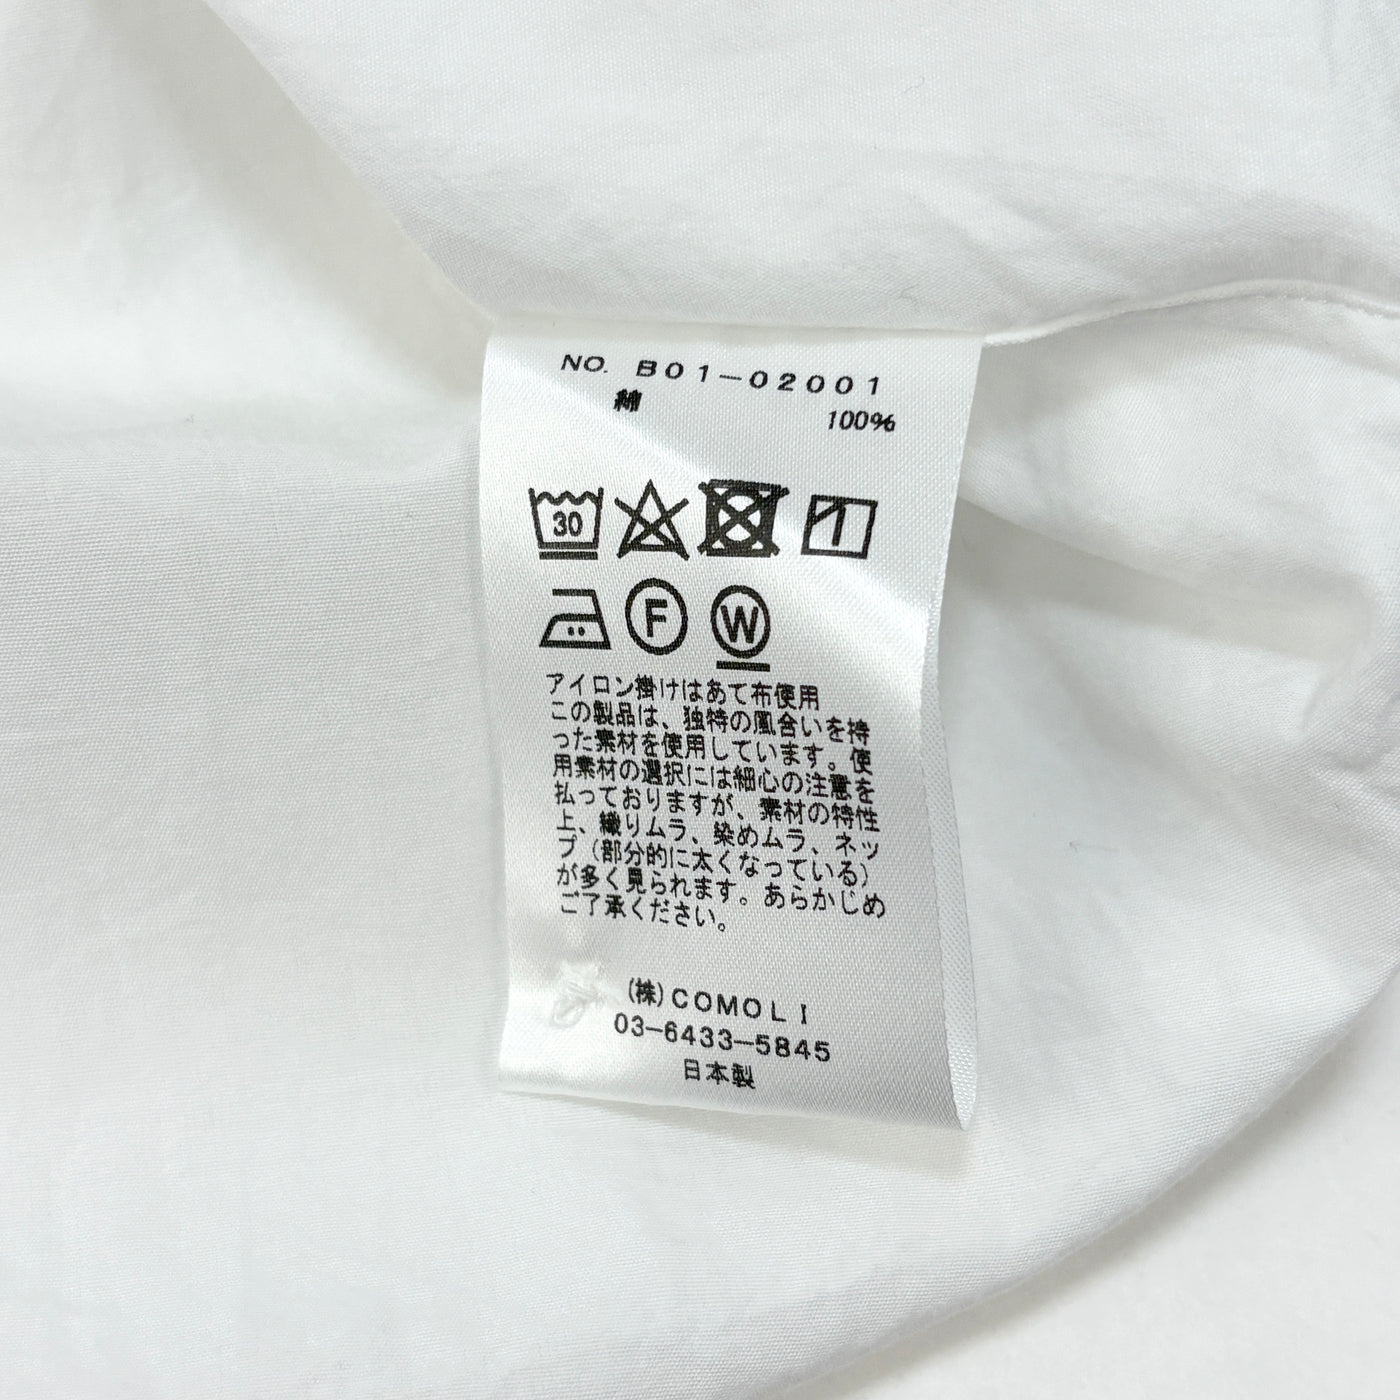 NO. B01-02001
綿 100%
30
F W
アイロン掛けはあて布使用
この製品は、独特の風合いを持
った素材を使用しています。使
用素材の選択には細心の注意を
払っておりますが、素材の特性
上、織りムラ、染めムラ、ネッ
プ(部分的に太くなっている)
が多く見られます。あらかじめ
ご了承ください。
(株)COMOLI
03-6433-5845
日本製